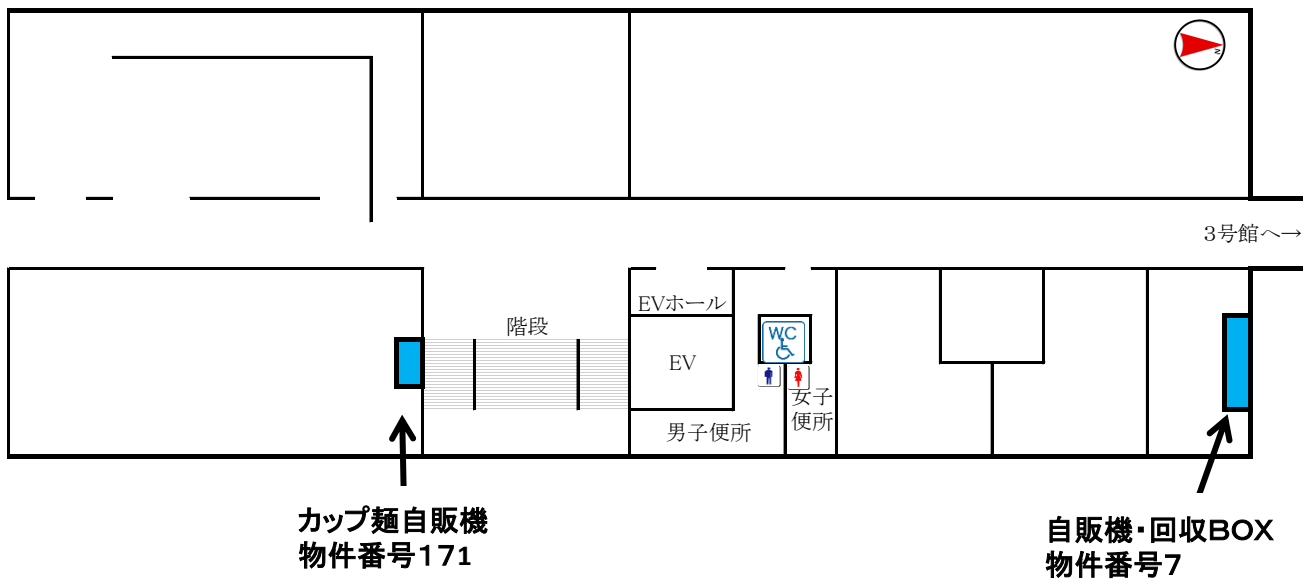 N
3号館へ→
EVホール
階段
WC
EV
女子
便所
男子便所
カップ麺自販機
物件番号171
自販機・回収BOX
物件番号7